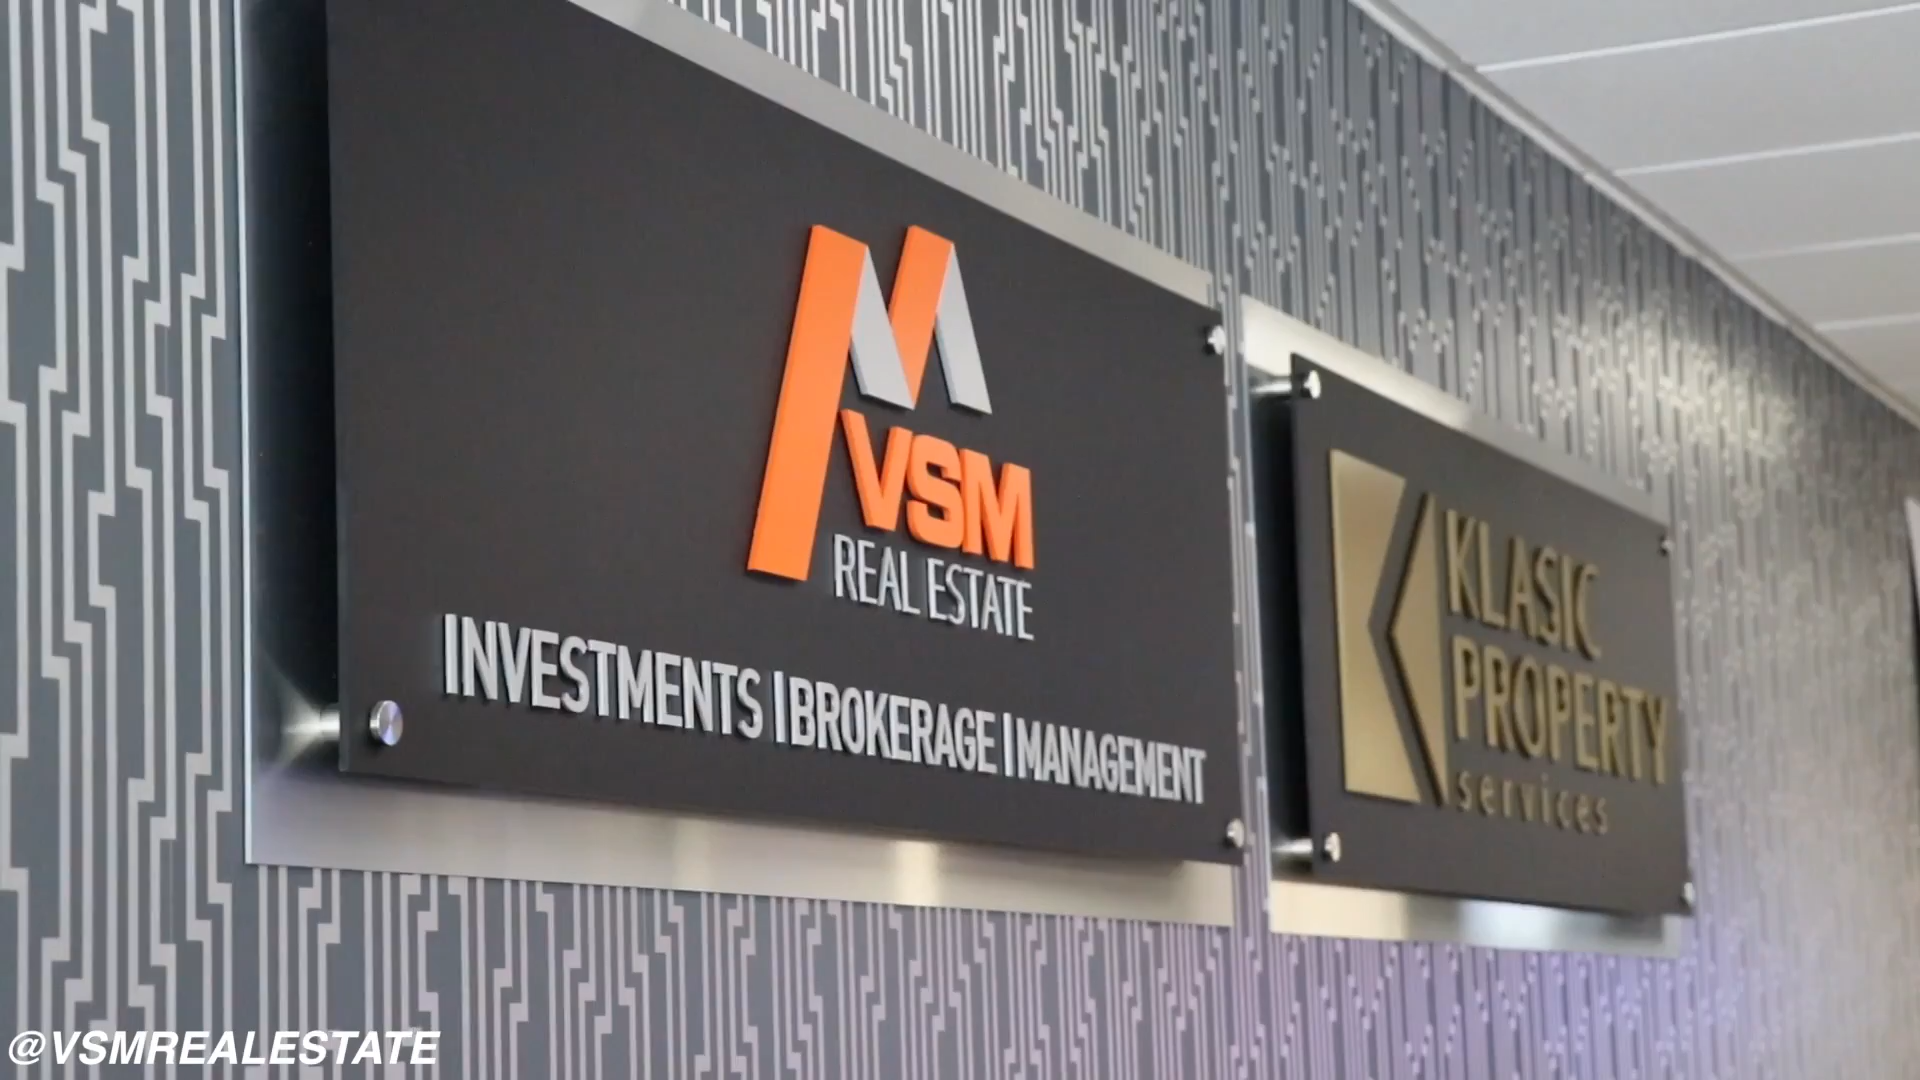 VSM
REAL ESTATE
INVESTMENTS | BROKERAGE | MANAGEMENT
KLASIC
PROPERTY
services
@VSMREALESTATE